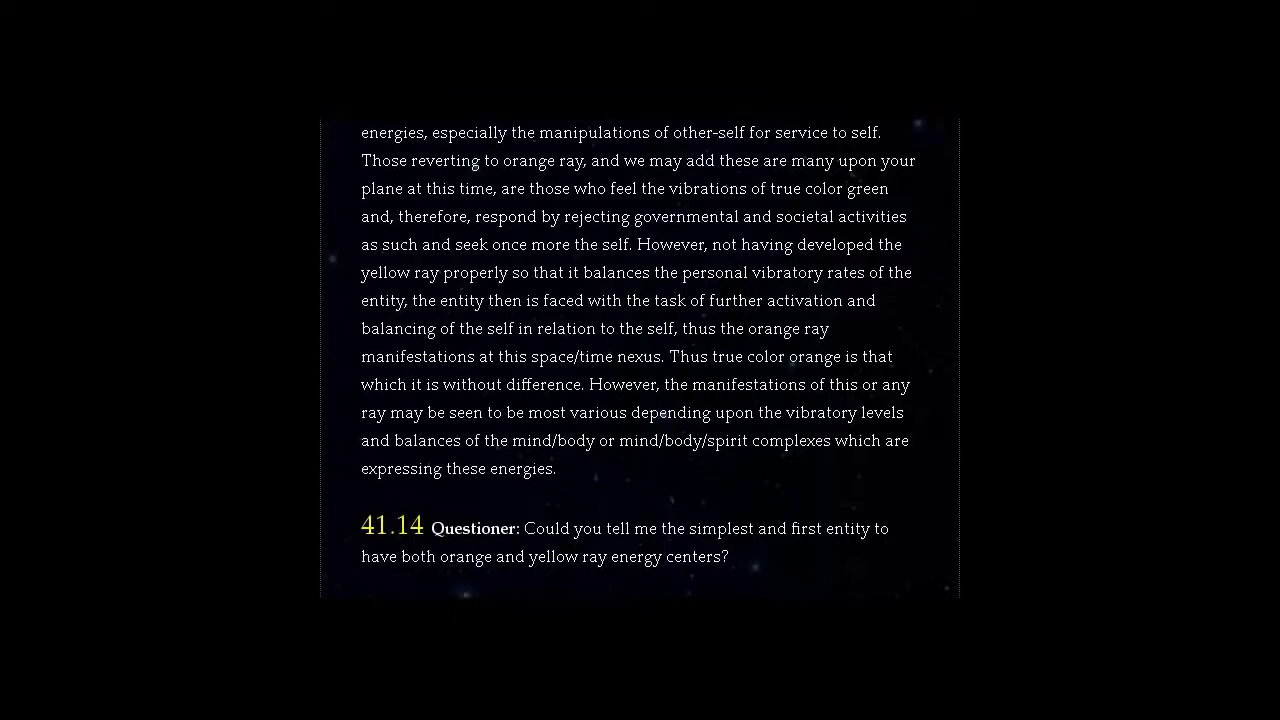 energies, especially the manipulations of other-self for service to self.
Those reverting to orange ray, and we may add these are many upon your
plane at this time, are those who feel the vibrations of true color green
and, therefore, respond by rejecting governmental and societal activities
as such and seek once more the self. However, not having developed the
yellow ray properly so that it balances the personal vibratory rates of the
entity, the entity then is faced with the task of further activation and
balancing of the self in relation to the self, thus the orange ray
manifestations at this space/time nexus. Thus true color orange is that
which it is without difference. However, the manifestations of this or any
ray may be seen to be most various depending upon the vibratory levels
and balances of the mind/body or mind/body/spirit complexes which are
expressing these energies.
41.14 Questioner: Could you tell me the simplest and first entity to
have both orange and yellow ray energy centers?